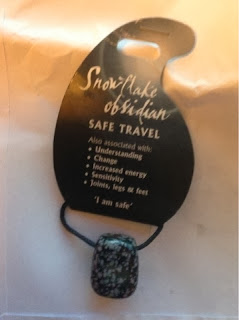 Snowflake
obsidian
SAFE TRAVEL
Also associated with:
• Understanding
• Change
• Increased energy
• Sensitivity
• Joints, legs & feet
'I am safe'